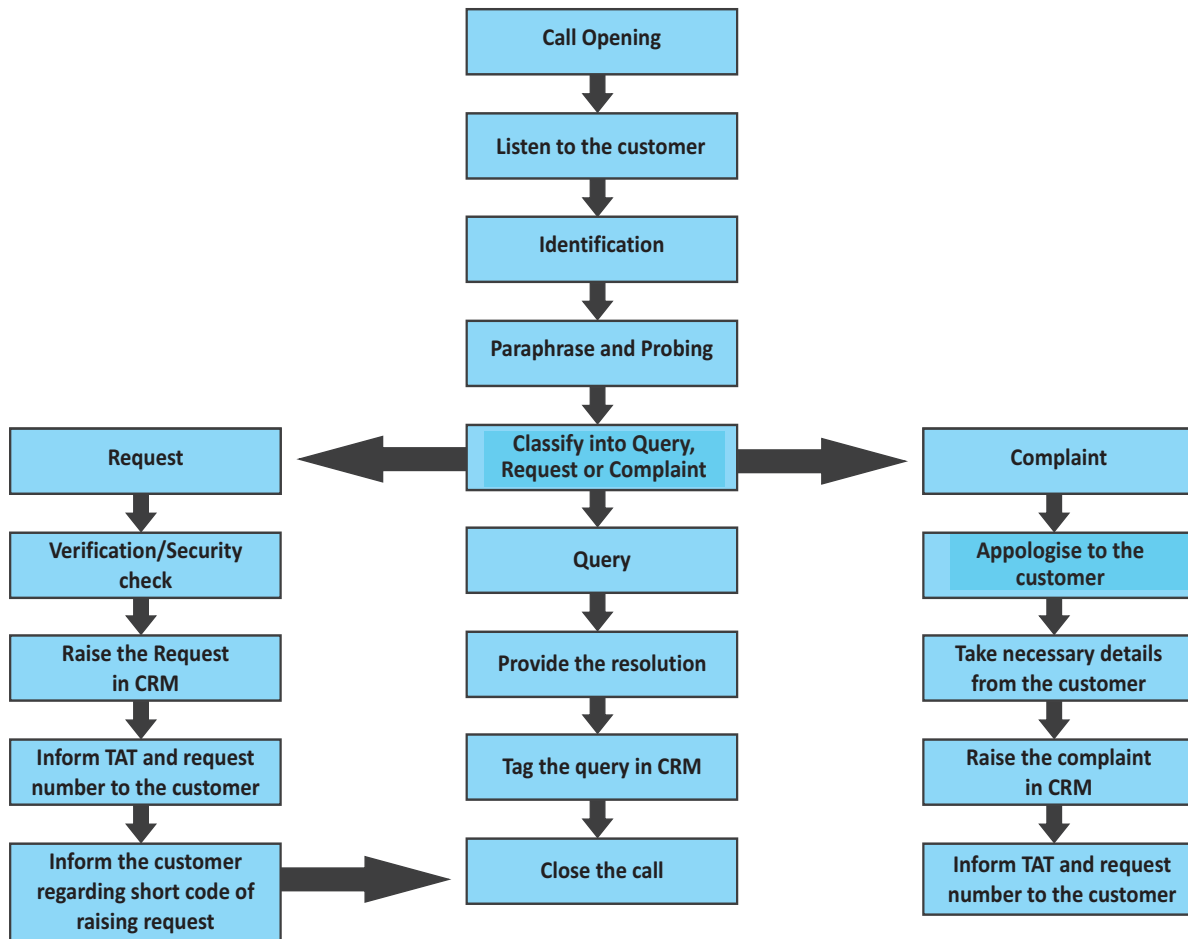 Call Opening
Listen to the customer
Identification
Paraphrase and Probing
Classify into Query,
Request or Complaint
Request
Verification/Security
check
Raise the Request
in CRM
Inform TAT and request
number to the customer
Inform the customer
regarding short code of
raising request
Query
Provide the resolution
Tag the query in CRM
Close the call
Complaint
Appologise to the
customer
Take necessary details
from the customer
Raise the complaint
in CRM
Inform TAT and request
number to the customer